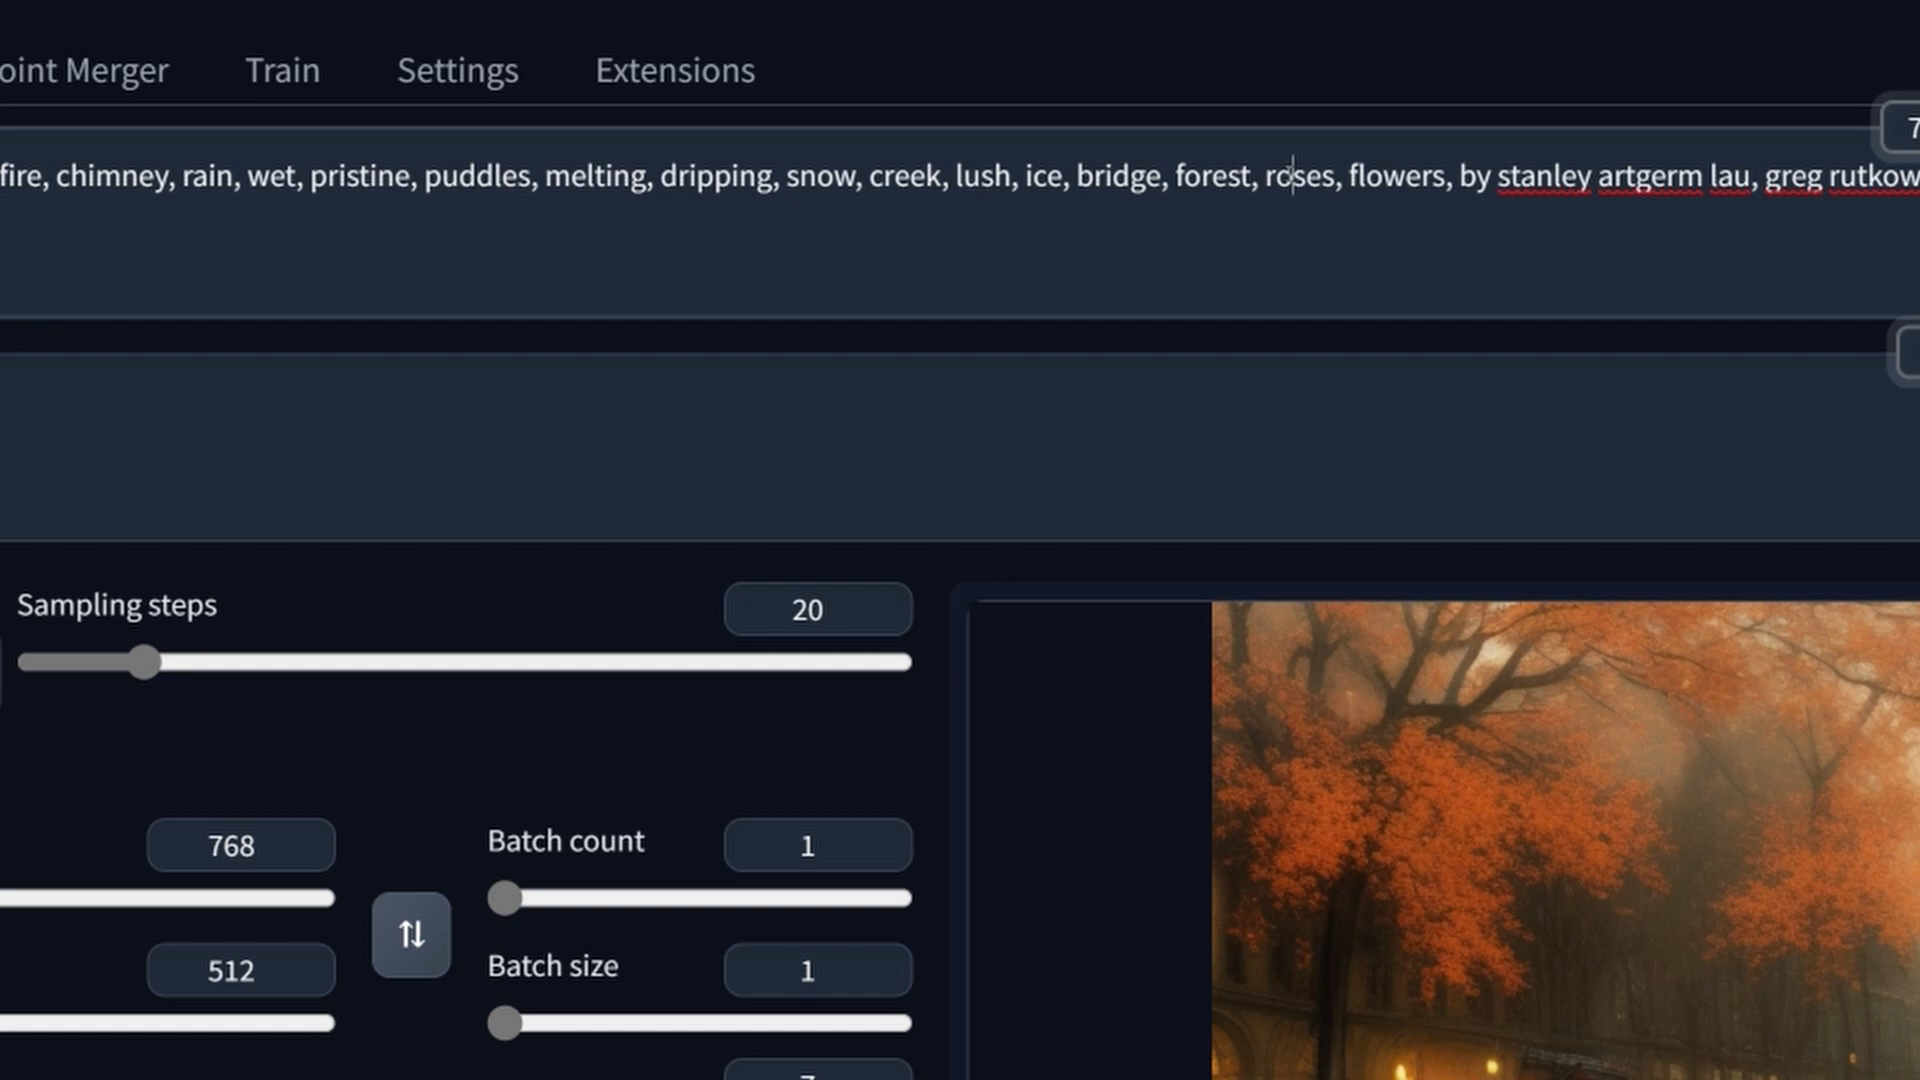 oint Merger Train Settings Extensions
7
fire, chimney, rain, wet, pristine, puddles, melting, dripping, snow, creek, lush, ice, bridge, forest, roses, flowers, by stanley artgerm lau, greg rutkow
Sampling steps 20
768
Batch count 1
512
Batch size 1